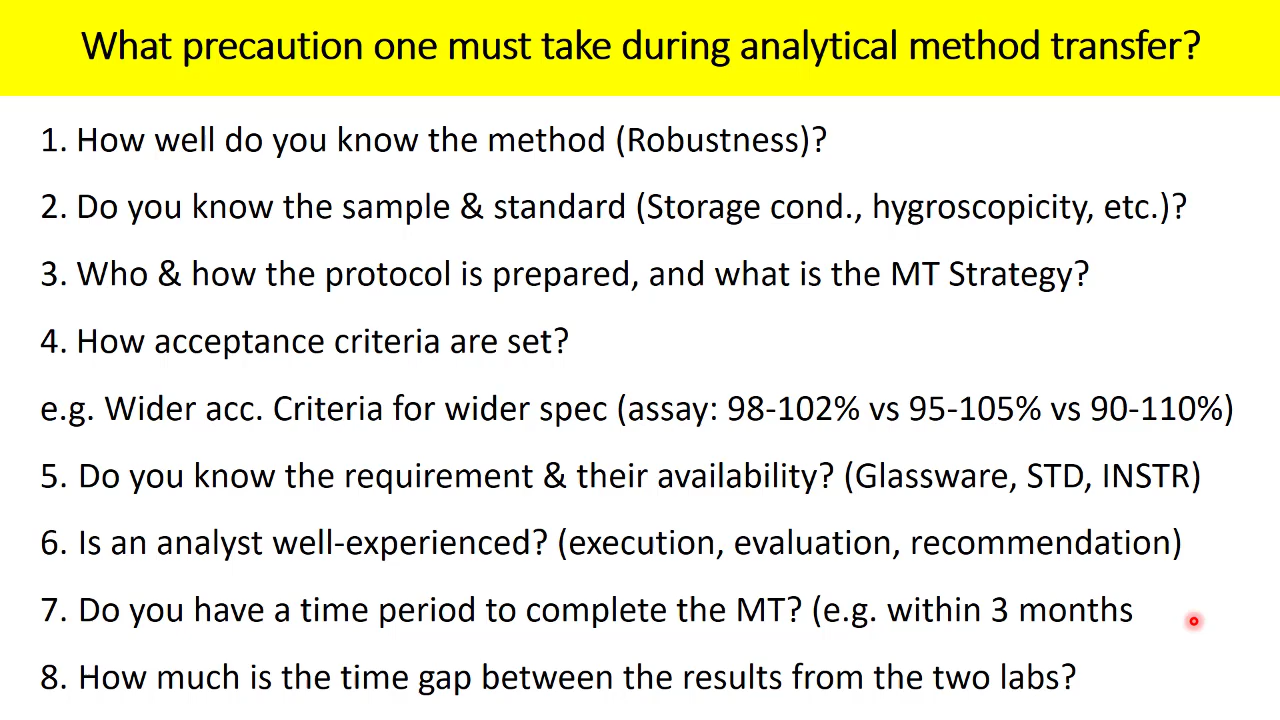 What precaution one must take during analytical method transfer?
1. How well do you know the method (Robustness)?
2. Do you know the sample & standard (Storage cond., hygroscopicity, etc.)?
3. Who & how the protocol is prepared, and what is the MT Strategy?
4. How acceptance criteria are set?
e.g. Wider acc. Criteria for wider spec (assay: 98-102% vs 95-105% vs 90-110%)
5. Do you know the requirement & their availability? (Glassware, STD, INSTR)
6. Is an analyst well-experienced? (execution, evaluation, recommendation)
7. Do you have a time period to complete the MT? (e.g. within 3 months
8. How much is the time gap between the results from the two labs?